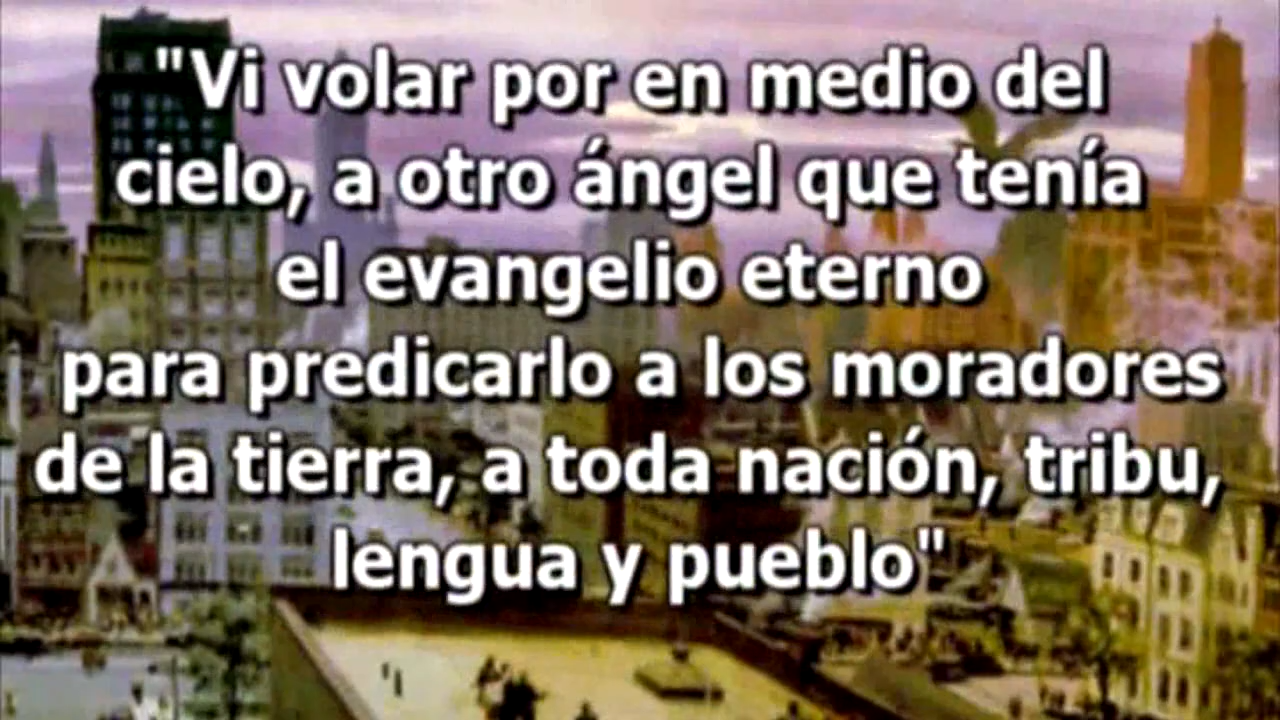 "Vi volar por en medio del
cielo, a otro ángel que tenía
el evangelio eterno
para predicarlo a los moradores
de la tierra, a toda nación, tribu,
lengua y pueblo"